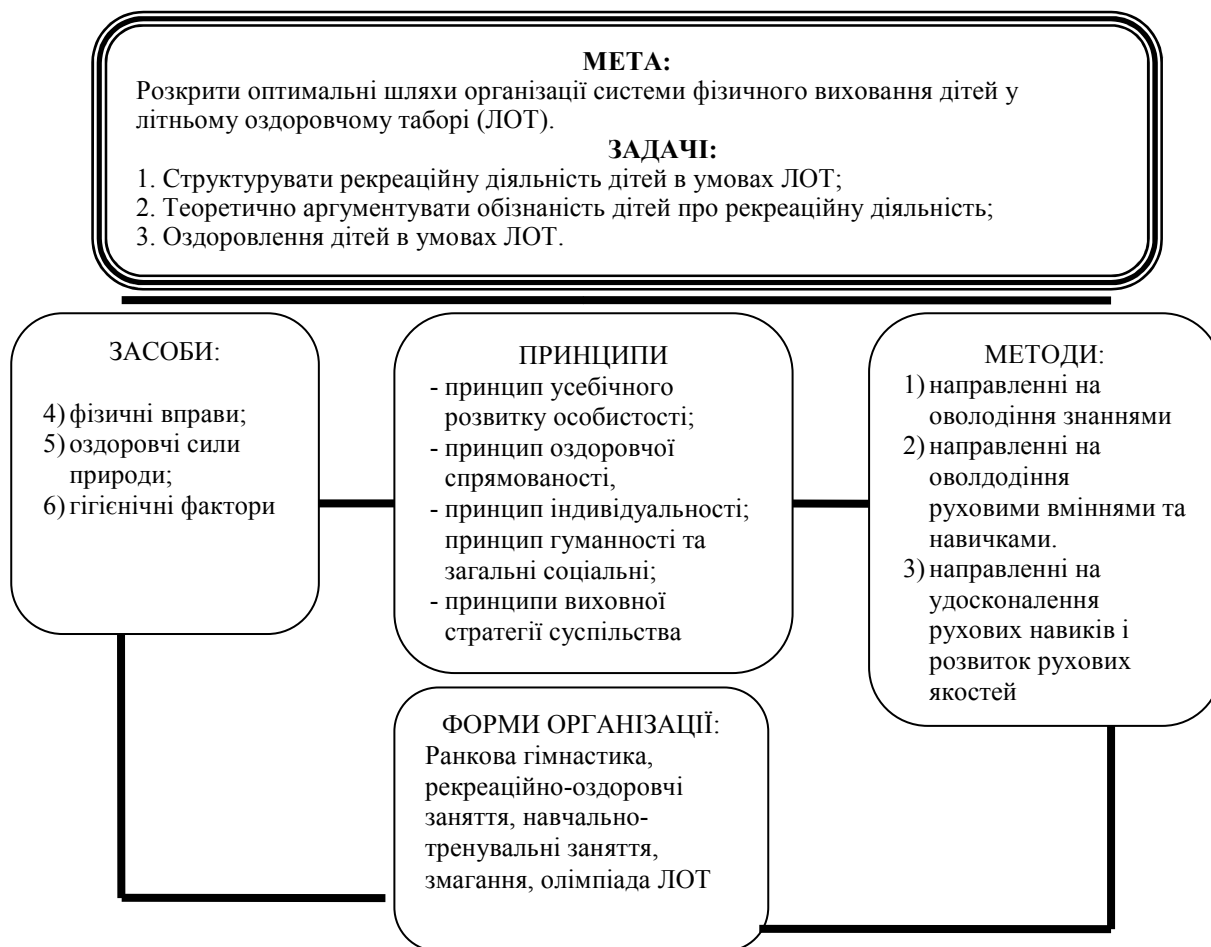 МЕТА:
Розкрити оптимальні шляхи організації системи фізичного виховання дітей у
літньому оздоровчому таборі (ЛОТ).
ЗАДАЧІ:
1. Структурувати рекреаційну діяльність дітей в умовах ЛОТ;
2. Теоретично аргументувати обізнаність дітей про рекреаційну діяльність;
3. Оздоровлення дітей в умовах ЛОТ.
ЗАСОБИ:
4) фізичні вправи;
5) оздоровчі сили
природи;
6) гігієнічні фактори
ПРИНЦИПИ
- принцип усебічного
розвитку особистості;
- принцип оздоровчої
спрямованості,
- принцип індивідуальності;
принцип гуманності та
загальні соціальні;
- принципи виховної
стратегії суспільства
МЕТОДИ:
1) направленні на
оволодіння знаннями
2) направленні на
оволдодіння
руховими вміннями та
навичками.
3) направленні на
удосконалення
рухових навиків і
розвиток рухових
якостей
ФОРМИ ОРГАНІЗАЦІЇ:
Ранкова гімнастика,
рекреаційно-оздоровчі
заняття, навчально-
тренувальні заняття,
змагання, олімпіада ЛОТ